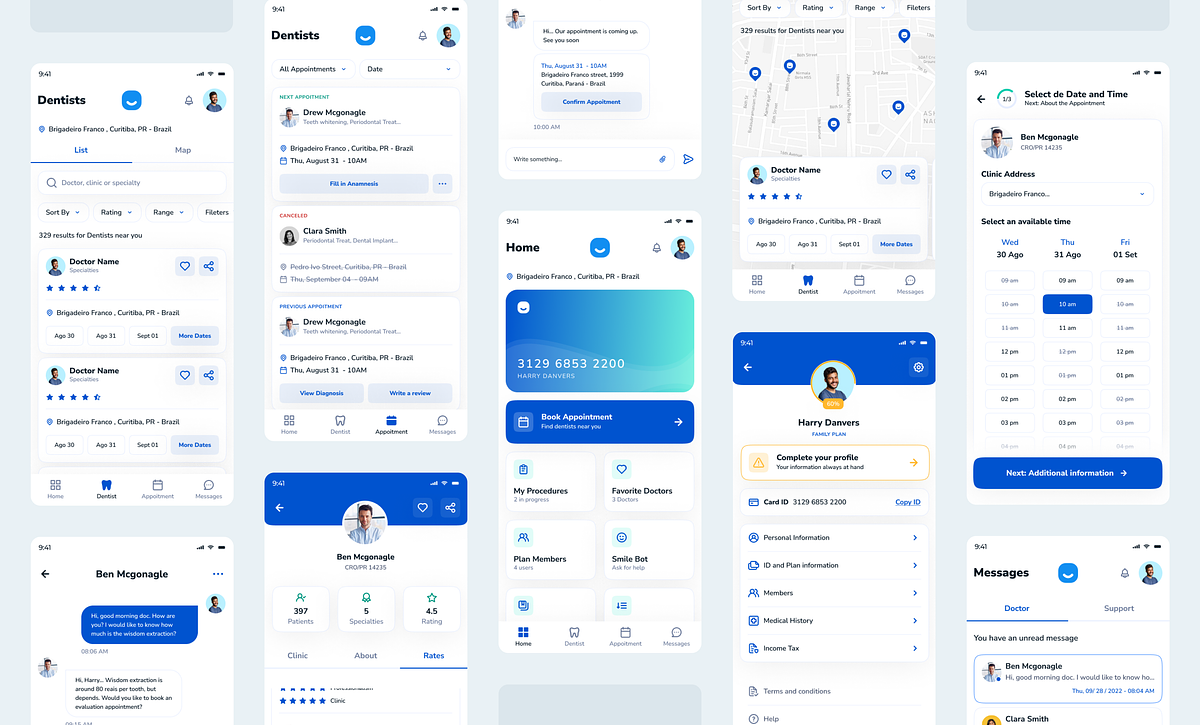 9:41
Dentists
Brigadeiro Franco , Curitiba, PR - Brazil
List
Map
Doctor, clinic or specialty
Sort By
Rating
Range
Fileters
329 results for Dentists near you
Doctor Name
Specialties
Brigadeiro Franco , Curitiba, PR - Brazil
Ago 30
Ago 31
Sept 01
More Dates
Doctor Name
Specialties
Brigadeiro Franco , Curitiba, PR - Brazil
Ago 30
Ago 31
Sept 01
More Dates
Home
Dentist
Appoitment
Messages
9:41
Ben Mcgonagle
Hi, good morning doc. How are
you? I would like to know how
much is the wisdom extraction?
08:06 AM
Hi, Harry... Wisdom extraction is
around 80 reais per tooth, but
depends. Would you like to book an
evaluation appointment?
09:15 AM
9:41
Dentists
All Appoitments
Date
NEXT APPOITMENT
Drew Mcgonagle
Teeth whitening, Periodontal Treat...
Brigadeiro Franco , Curitiba, PR - Brazil
Thu, August 31 - 10AM
Fill in Anamnesis
CANCELED
Clara Smith
Periodontal Treat, Dental Implant...
Pedro Ivo Street, Curitiba, PR - Brazil
Thu, September 04 - 09AM
PREVIOUS APPOITMENT
Drew Mcgonagle
Teeth whitening, Periodontal Treat...
Brigadeiro Franco , Curitiba, PR - Brazil
Thu, August 31 - 10AM
View Diagnosis
Write a review
Home
Dentist
Appoitment
Messages
9:41
Ben Mcgonagle
CRO/PR 14235
397
Patients
5
Specialties
4.5
Rating
Clinic
About
Rates
Professionalism
Clinic
Hi... Our appointment is coming up.
See you soon
Thu, August 31 - 10AM
Brigadeiro Franco street, 1999
Curitiba, Paraná - Brazil
Confirm Appoitment
10:00 AM
Write something...
9:41
Home
Brigadeiro Franco , Curitiba, PR - Brazil
3129 6853 2200
HARRY DANVERS
Book Appointment
Find dentists near you
My Procedures
2 in progress
Favorite Doctors
3 Doctors
Plan Members
4 users
Smile Bot
Ask for help
Home
Dentist
Appoitment
Messages
Sort By
Rating
Range
Fileters
329 results for Dentists near you
3rd Ave
Doctor Name
Specialties
Brigadeiro Franco , Curitiba, PR - Brazil
Ago 30
Ago 31
Sept 01
More Dates
Home
Dentist
Appoitment
Messages
9:41
60%
Harry Danvers
FAMILY PLAN
Complete your profile
Your information always at hand
Card ID 3129 6853 2200
Copy ID
Personal Information
ID and Plan information
Members
Medical History
Income Tax
Terms and conditions
Help
9:41
1/3
Select de Date and Time
Next: About the Appointment
Ben Mcgonagle
CRO/PR 14235
Clinic Address
Brigadeiro Franco...
Select an available time
Wed
Thu
Fri
30 Ago
31 Ago
01 Set
09 am
09 am
09 am
10 am
10 am
10 am
11 am
11 am
11 am
12 pm
12 pm
12 pm
01 pm
01 pm
01 pm
02 pm
02 pm
02 pm
03 pm
03 pm
03 pm
04 pm
04 pm
04 pm
Next: Additional information
9:41
Messages
Doctor
Support
You have an unread message
Ben Mcgonagle
Hi, good morning doc. I would like to know ho...
Thu, 09/ 28 / 2022 - 08:04 AM
Clara Smith